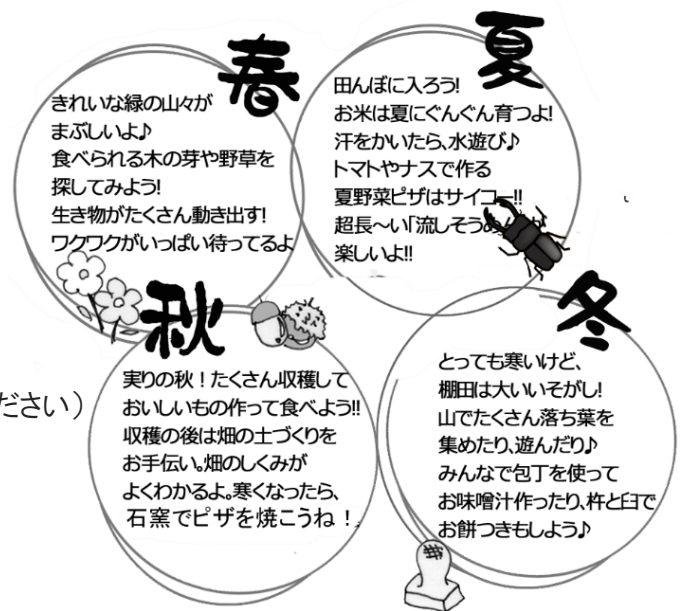 春
きれいな緑の山々が
まぶしいよ♪
食べられる木の芽や野草を
探してみよう!
生き物がたくさん動き出す!
ワクワクがいっぱい待ってるよ
夏
田んぼに入ろう!
お米は夏にぐんぐん育つよ!
汗をかいたら、水遊び♪
トマトやナスで作る
夏野菜ピザはサイコー!!
超長〜い「流しそうめん
楽しいよ!!
秋
実りの秋！たくさん収穫して
おいしいもの作って食べよう!!
収穫の後は畑の土づくりを
お手伝い。畑のしくみが
よくわかるよ。寒くなったら、
石窯でピザを焼こうね！
冬
とっても寒いけど、
棚田は大いそがし!
山でたくさん落ち葉を
集めたり、遊んだり♪
みんなで包丁を使って
お味噌汁作ったり、杵と臼で
お餅つきもしよう♪
ださい）